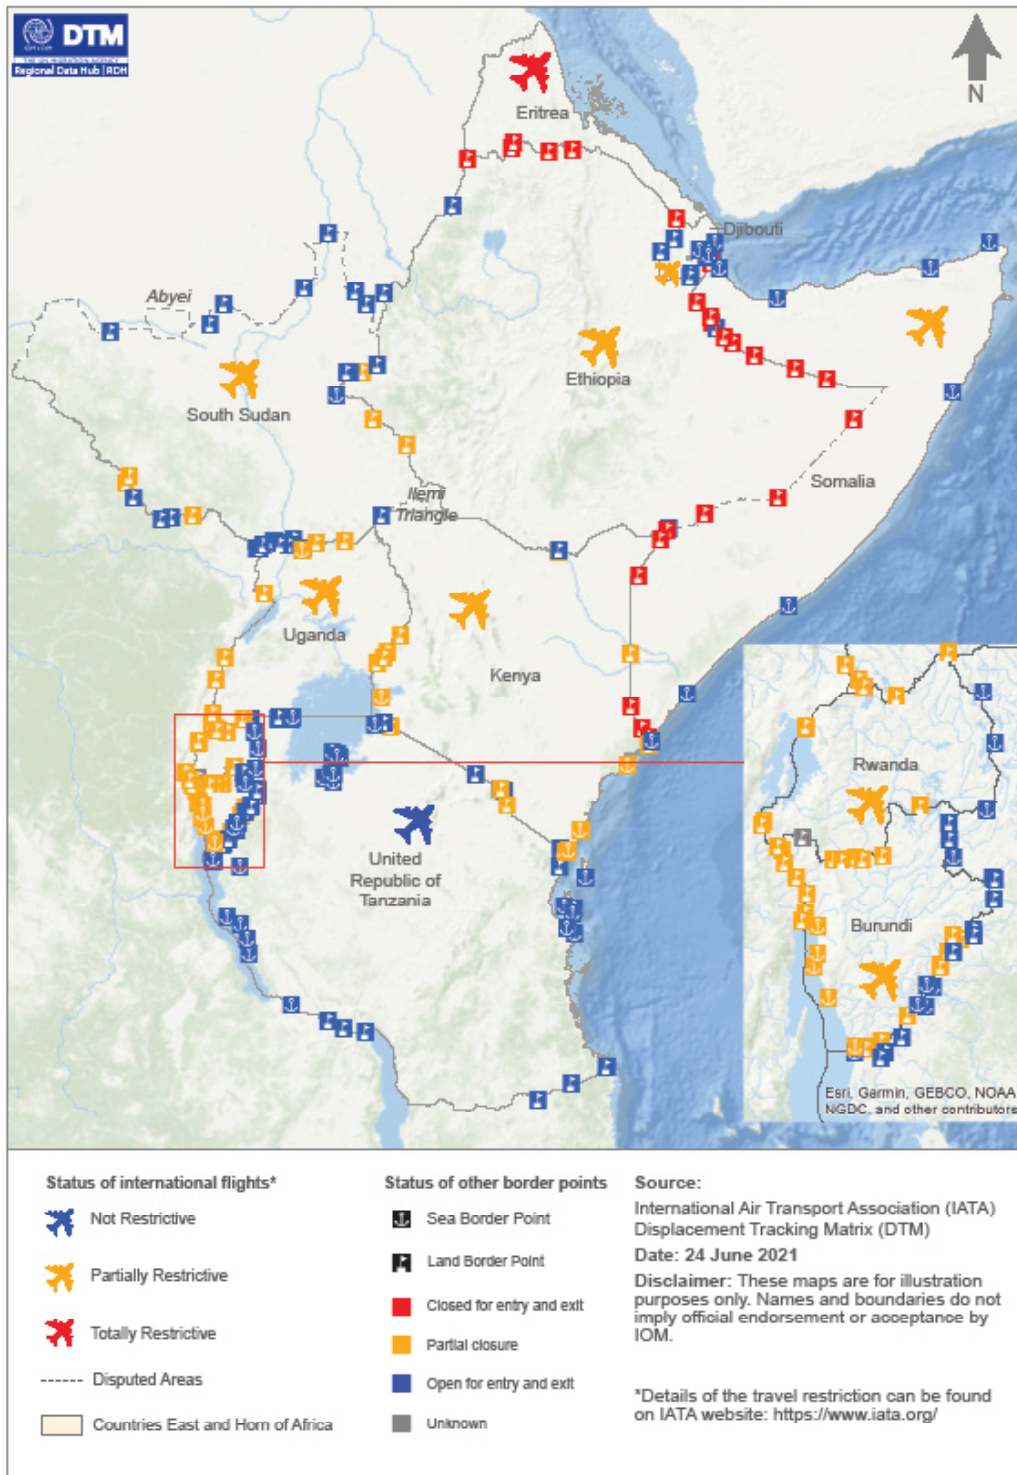 DTM
THE UN MIGRATION AGENCY
Regional Data Hub | RDH
N
Eritrea
Djibouti
Abyei
Ethiopia
South Sudan
Somalia
Ilemi
Triangle
Uganda
Kenya
Rwanda
United
Republic of
Tanzania
Burundi
Esri, Garmin, GEBCO, NOAA
NGDC, and other contributors
Status of international flights*
Not Restrictive
Partially Restrictive
Totally Restrictive
Disputed Areas
Countries East and Horn of Africa
Status of other border points
Sea Border Point
Land Border Point
Closed for entry and exit
Partial closure
Open for entry and exit
Unknown
Source:
International Air Transport Association (IATA)
Displacement Tracking Matrix (DTM)
Date: 24 June 2021
Disclaimer: These maps are for illustration
purposes only. Names and boundaries do not
imply official endorsement or acceptance by
IOM.
*Details of the travel restriction can be found
on IATA website: https://www.iata.org/